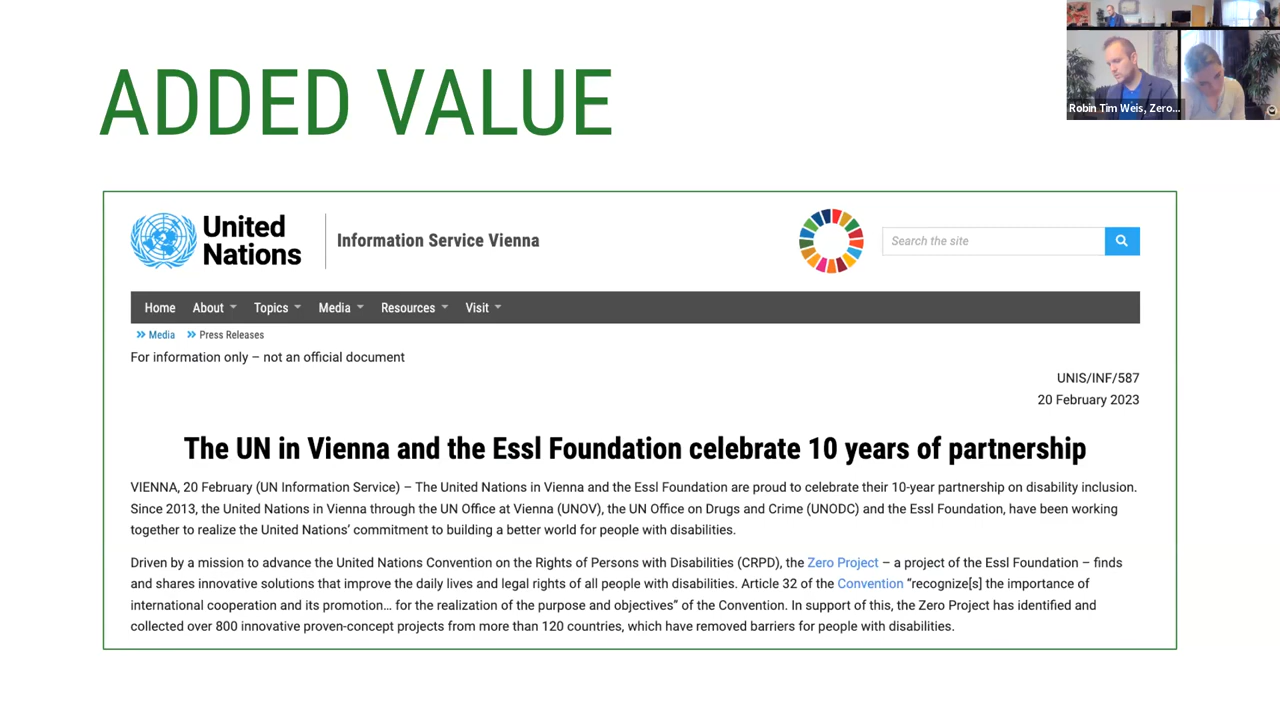 ADDED VALUE
Robin Tim Weis, Zero...
United
Nations
Information Service Vienna
Search the site
Home About Topics Media Resources Visit
Media Press Releases
For information only – not an official document
UNIS/INF/587
20 February 2023
The UN in Vienna and the Essl Foundation celebrate 10 years of partnership
VIENNA, 20 February (UN Information Service) – The United Nations in Vienna and the Essl Foundation are proud to celebrate their 10-year partnership on disability inclusion.
Since 2013, the United Nations in Vienna through the UN Office at Vienna (UNOV), the UN Office on Drugs and Crime (UNODC) and the Essl Foundation, have been working
together to realize the United Nations’ commitment to building a better world for people with disabilities.
Driven by a mission to advance the United Nations Convention on the Rights of Persons with Disabilities (CRPD), the Zero Project – a project of the Essl Foundation – finds
and shares innovative solutions that improve the daily lives and legal rights of all people with disabilities. Article 32 of the Convention “recognize[s] the importance of
international cooperation and its promotion… for the realization of the purpose and objectives” of the Convention. In support of this, the Zero Project has identified and
collected over 800 innovative proven-concept projects from more than 120 countries, which have removed barriers for people with disabilities.